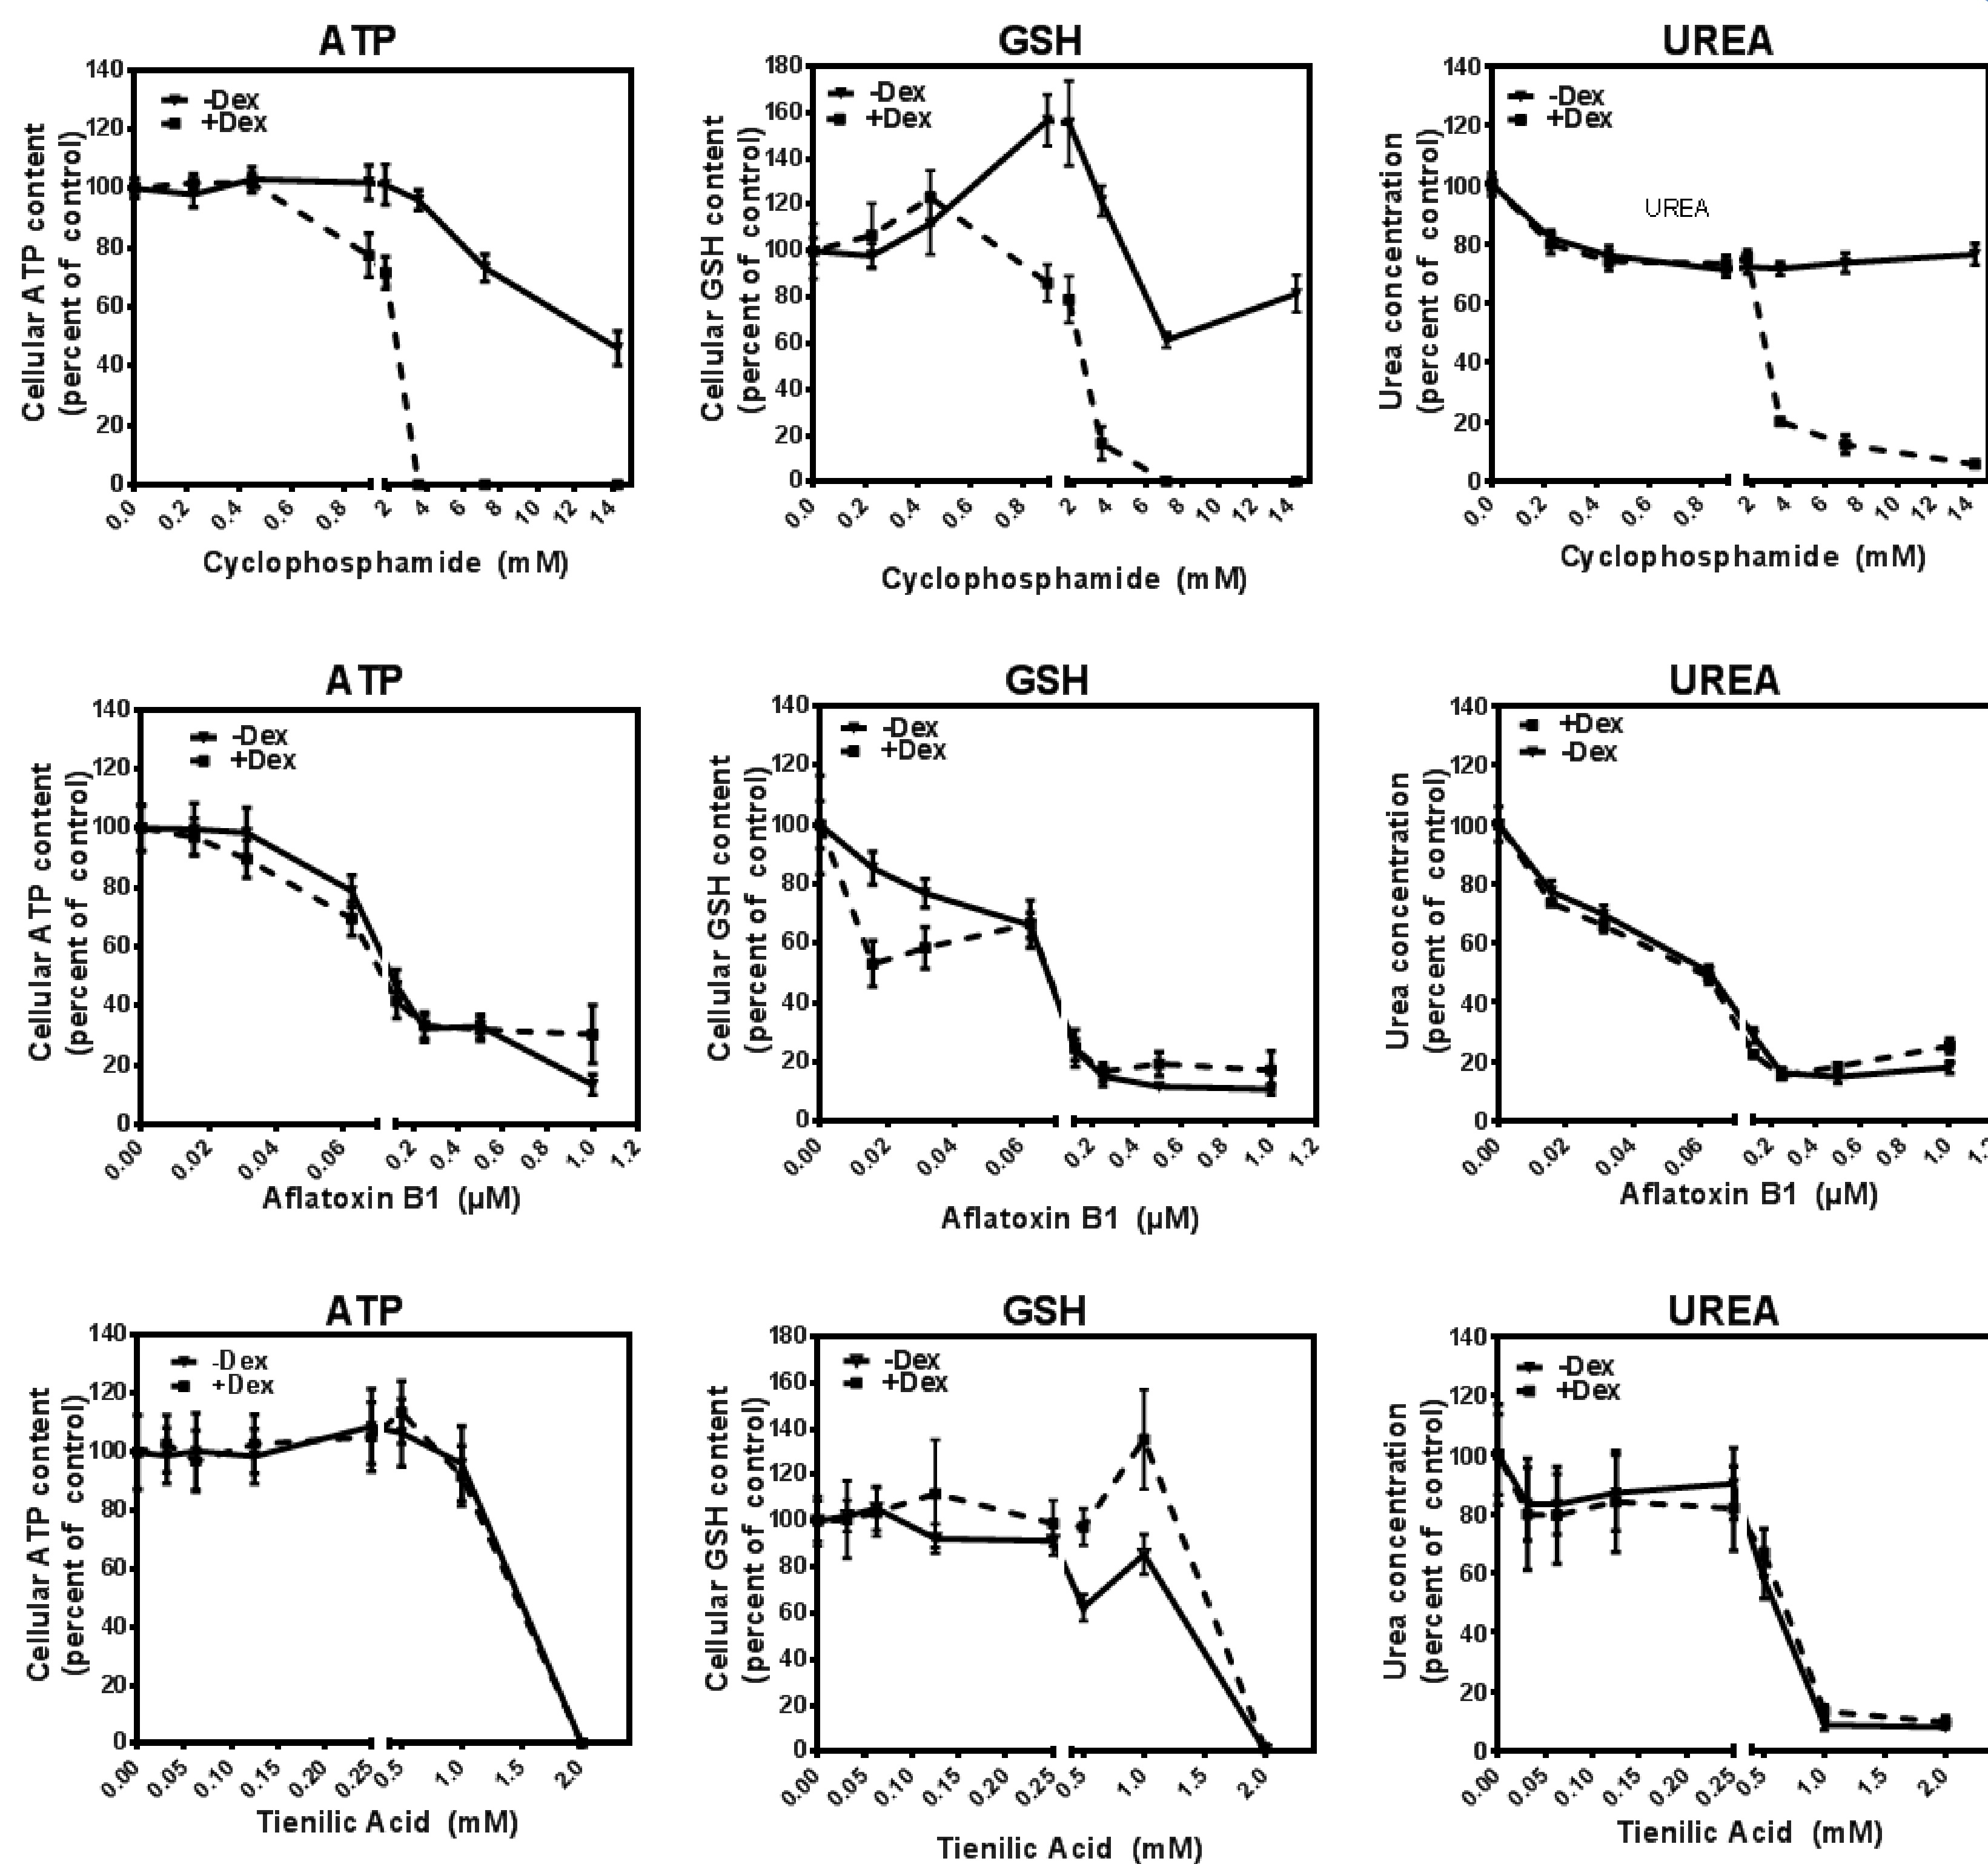 ATP
Cellular ATP content
(percent of control)
140
120
100
80
60
40
20
0
-Dex
+Dex
0.0 0.2 0.4 0.6 0.8 2 4 6 8 10 12 14
Cyclophosphamide (mM)
GSH
Cellular GSH content
(percent of control)
180
160
140
120
100
80
60
40
20
0
-Dex
+Dex
0.0 0.2 0.4 0.6 0.8 2 4 6 8 10 12 14
Cyclophosphamide (mM)
UREA
Urea concentration
(percent of control)
140
120
100
80
60
40
20
0
-Dex
+Dex
UREA
0.0 0.2 0.4 0.6 0.8 2 4 6 8 10 12 14
Cyclophosphamide (mM)
ATP
Cellular ATP content
(percent of control)
140
120
100
80
60
40
20
0
-Dex
+Dex
0.00 0.02 0.04 0.06 0.2 0.4 0.6 0.8 1.0 1.2
Aflatoxin B1 (µM)
GSH
Cellular GSH content
(percent of control)
140
120
100
80
60
40
20
0
-Dex
+Dex
0.00 0.02 0.04 0.06 0.2 0.4 0.6 0.8 1.0 1.2
Aflatoxin B1 (µM)
UREA
Urea concentration
(percent of control)
140
120
100
80
60
40
20
0
+Dex
-Dex
0.00 0.02 0.04 0.06 0.2 0.4 0.6 0.8 1.0
Aflatoxin B1 (µM)
ATP
Cellular ATP content
(percent of control)
140
120
100
80
60
40
20
0
-Dex
+Dex
0.00 0.05 0.10 0.15 0.20 0.25 0.5 1.0 1.5 2.0
Tienilic Acid (mM)
GSH
Cellular GSH content
(percent of control)
180
160
140
120
100
80
60
40
20
0
-Dex
+Dex
0.00 0.05 0.10 0.15 0.20 0.25 0.5 1.0 1.5 2.0
Tienilic Acid (mM)
UREA
Urea concentration
(percent of control)
140
120
100
80
60
40
20
0
-Dex
+Dex
0.00 0.05 0.10 0.15 0.20 0.25 0.5 1.0 1.5 2.0
Tienilic Acid (mM)